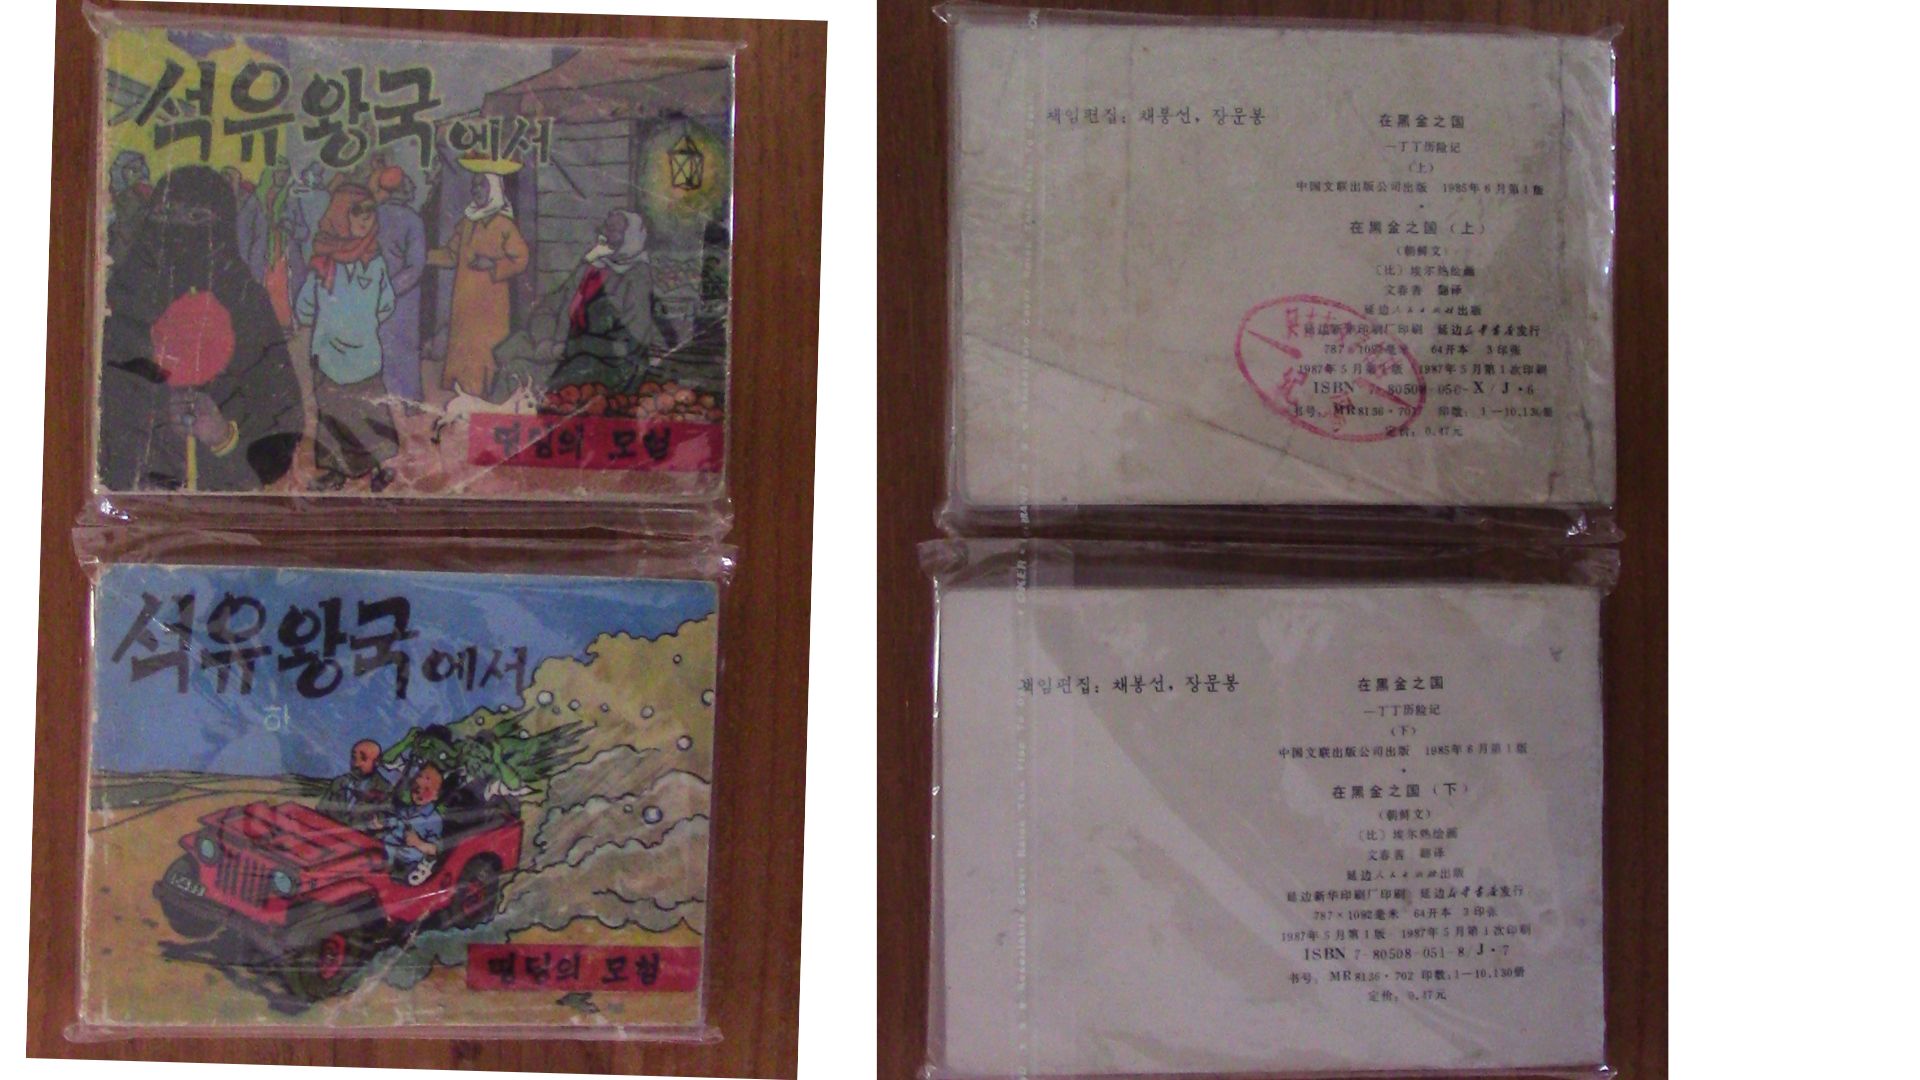 석유왕국에서
명딩의 모험
석유왕국에서
하
명딩의 모험
책임편집: 채봉선, 장문봉
在黑金之国
—丁丁历险记
(上)
中国文联出版公司出版 1985年6月第1版
在黑金之国(上)
(朝鲜文)
〔比〕埃尔热绘画
文春善 翻译
延边人民出版社出版
延边新华印刷厂印刷 延边新华书店发行
787×1092毫米 64开本 3印张
1987年5月第1版 1987年5月第1次印刷
ISBN 7-80508-050-X/J·6
书号: MR8136·701 印数: 1—10,130册
定价: 0.47元
책임편집: 채봉선, 장문봉
在黑金之国
—丁丁历险记
(下)
中国文联出版公司出版 1985年6月第1版
在黑金之国(下)
(朝鲜文)
〔比〕埃尔热绘画
文春善 翻译
延边人民出版社出版
延边新华印刷厂印刷 延边新华书店发行
787×1092毫米 64开本 3印张
1987年5月第1版 1987年5月第1次印刷
ISBN 7-80508-051-8/J·7
书号: MR8136·702 印数:1—10,130册
定价: 0.47元